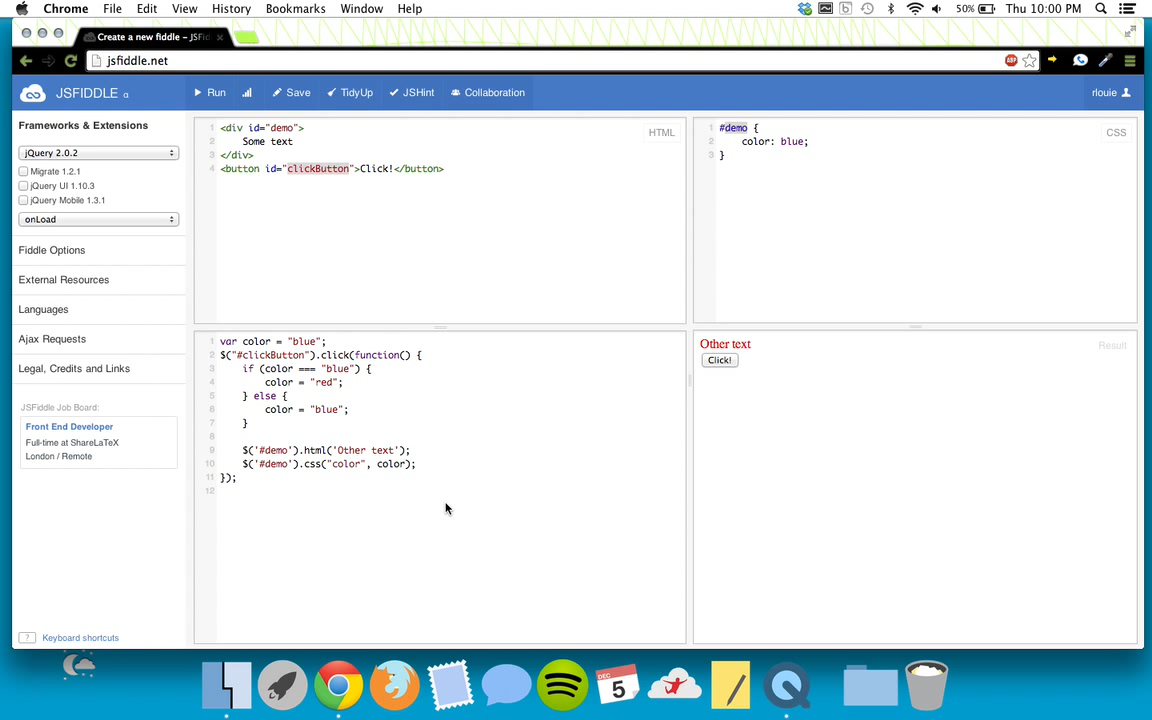 Chrome File Edit View History Bookmarks Window Help 50% Thu 10:00 PM
Create a new fiddle – JSFid
jsfiddle.net ABP
JSFIDDLE α Run Save TidyUp JSHint Collaboration rlouie
Frameworks & Extensions
jQuery 2.0.2
Migrate 1.2.1
jQuery UI 1.10.3
jQuery Mobile 1.3.1
onLoad
Fiddle Options
External Resources
Languages
Ajax Requests
Legal, Credits and Links
JSFiddle Job Board:
Front End Developer
Full-time at ShareLaTeX
London / Remote
? Keyboard shortcuts
HTML
1 <div id="demo">
2 Some text
3 </div>
4 <button id="clickButton">Click!</button>
CSS
1 #demo {
2 color: blue;
3 }
1 var color = "blue";
2 $("#clickButton").click(function() {
3 if (color === "blue") {
4 color = "red";
5 } else {
6 color = "blue";
7 }
8
9 $('#demo').html('Other text');
10 $('#demo').css("color", color);
11 });
12
Other text
Click!
Result
DEC
5